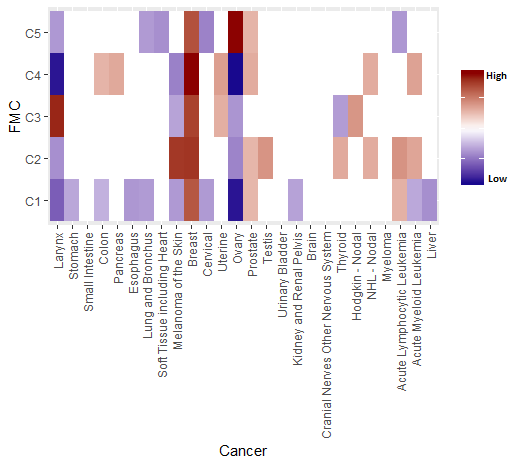 C5
C4
C3
C2
C1
FMC
High
Low
Larynx
Stomach
Small Intestine
Colon
Pancreas
Esophagus
Lung and Bronchus
Soft Tissue including Heart
Melanoma of the Skin
Breast
Cervical
Uterine
Ovary
Prostate
Testis
Urinary Bladder
Kidney and Renal Pelvis
Brain
Cranial Nerves Other Nervous System
Thyroid
Hodgkin - Nodal
NHL - Nodal
Myeloma
Acute Lymphocytic Leukemia
Acute Myeloid Leukemia
Liver
Cancer